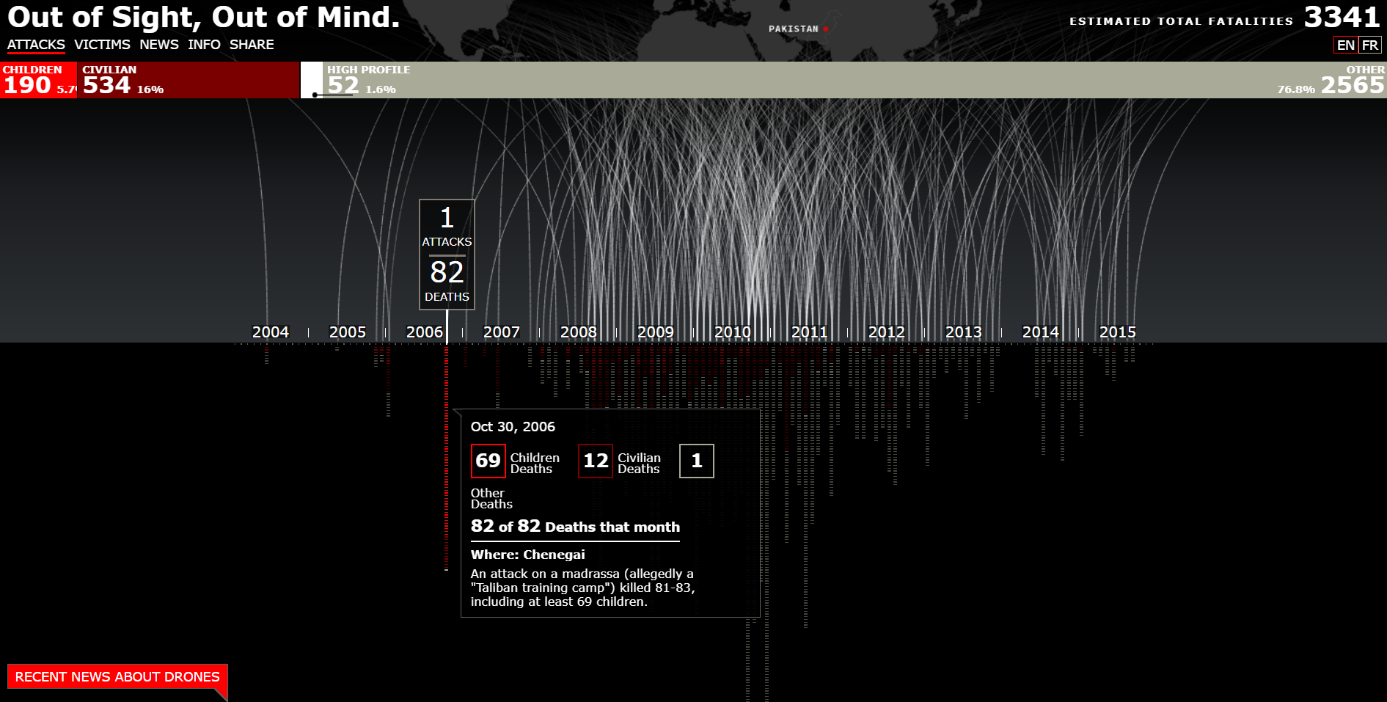 Out of Sight, Out of Mind.
ESTIMATED TOTAL FATALITIES 3341
PAKISTAN
ATTACKS VICTIMS NEWS INFO SHARE
EN FR
CHILDREN
190 5.7%
CIVILIAN
534 16%
HIGH PROFILE
52 1.6%
OTHER
76.8% 2565
1
ATTACKS
82
DEATHS
2004 2005 2006 2007 2008 2009 2010 2011 2012 2013 2014 2015
Oct 30, 2006
69 Children
Deaths
12 Civilian
Deaths
1
Other
Deaths
82 of 82 Deaths that month
Where: Chenegai
An attack on a madrassa (allegedly a
"Taliban training camp") killed 81-83,
including at least 69 children.
RECENT NEWS ABOUT DRONES